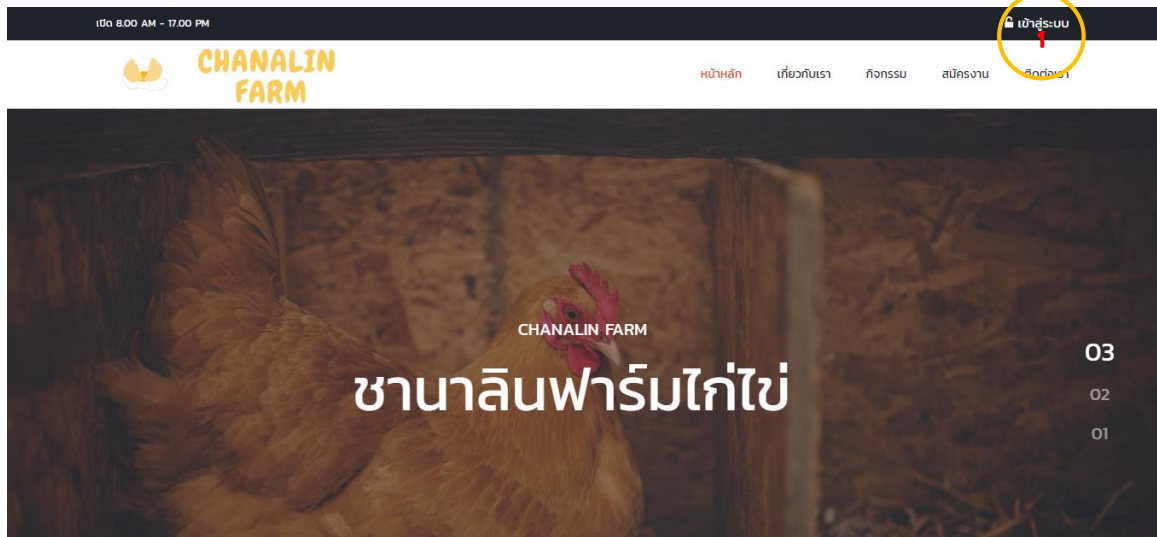 เปิด 8.00 AM - 17.00 PM
เข้าสู่ระบบ
1
CHANALIN
FARM
หน้าหลัก เกี่ยวกับเรา กิจกรรม สมัครงาน ติดต่อเรา
CHANALIN FARM
ชานาลินฟาร์มไก่ไข่
03
02
01